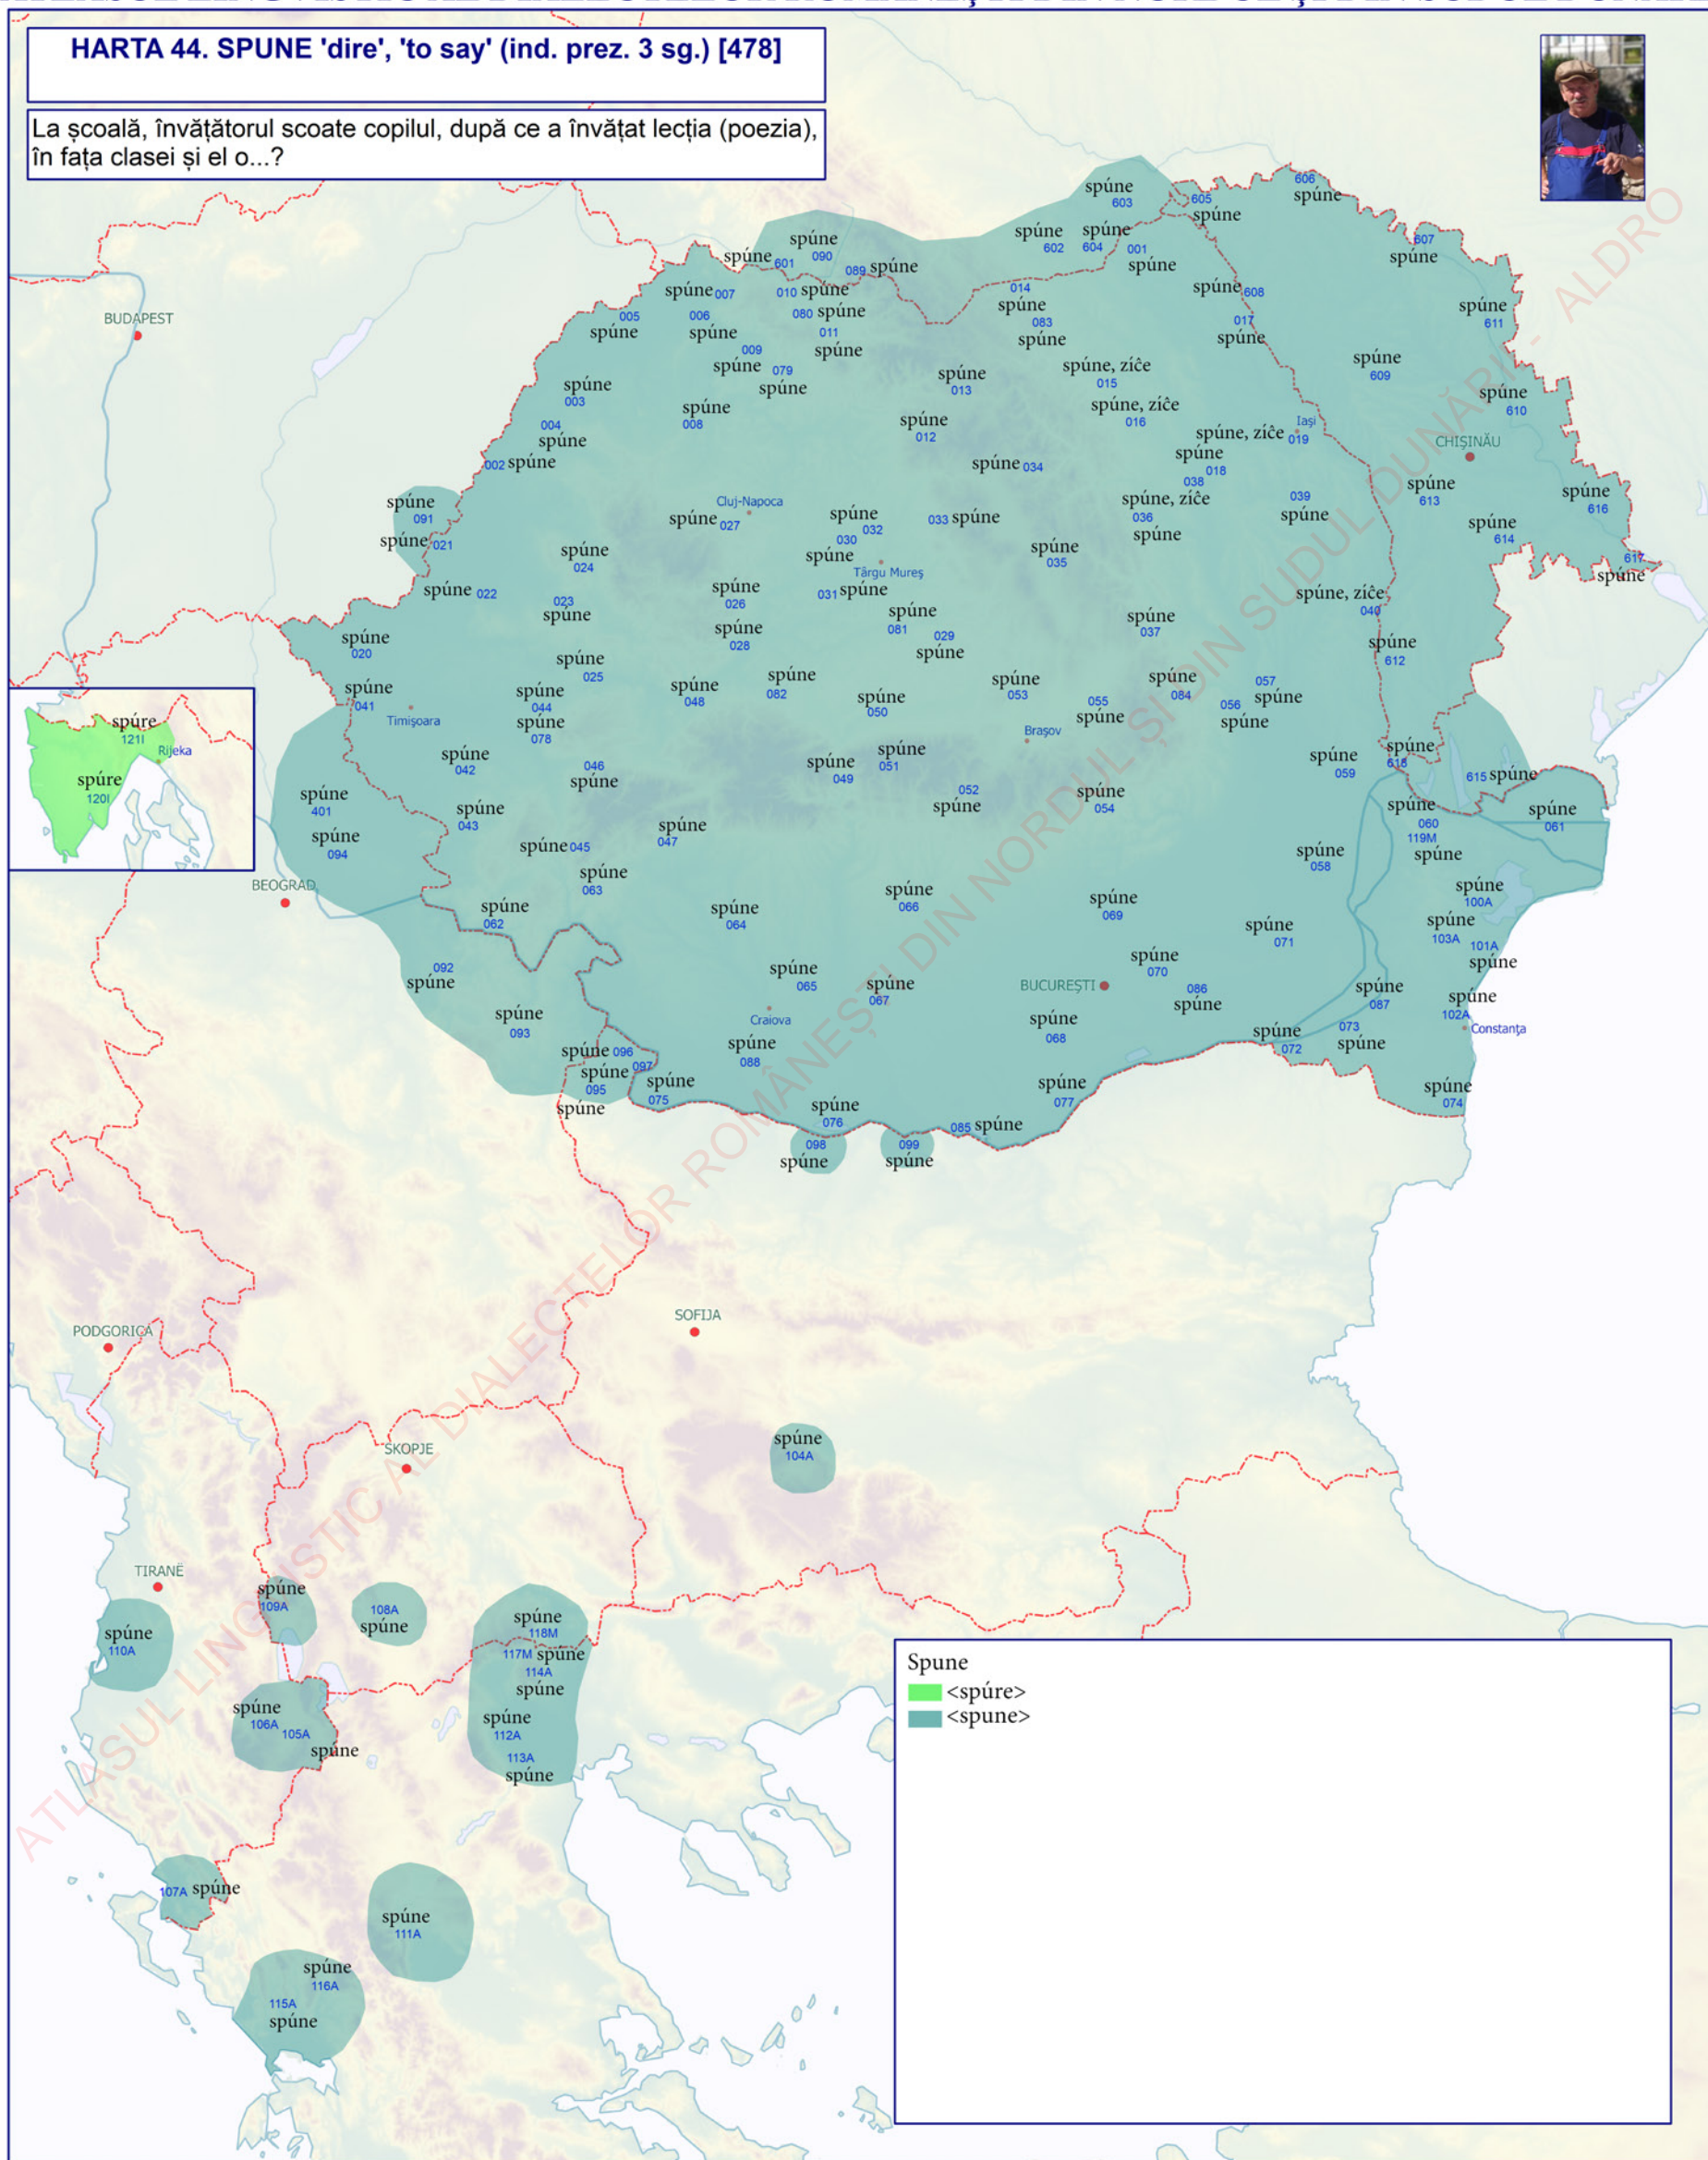 HARTA 44. SPUNE 'dire', 'to say' (ind. prez. 3 sg.) [478]
La școală, învățătorul scoate copilul, după ce a învățat lecția (poezia),
în fața clasei și el o...?
spúne 603
605 spúne
606 spúne
607 spúne
spúne 602
spúne 604
001 spúne
spúne 090
spúne 601
089 spúne
spúne 007
010 spúne
080 spúne
011 spúne
014 spúne
083 spúne
spúne 608
017 spúne
spúne 611
005 spúne
006 spúne
009 spúne
079 spúne
BUDAPEST
spúne 003
spúne 013
spúne, zíĉe 015
spúne 609
spúne 610
004 spúne
spúne 008
spúne 012
spúne, zíĉe 016
spúne, zíĉe 019
Iași
CHIȘINĂU
002 spúne
spúne 034
spúne 018
038 spúne, zíĉe
036 spúne
039 spúne
spúne 613
spúne 616
spúne 614
617 spúne
spúne 091
spúne 021
Cluj-Napoca
spúne 027
spúne 032
030 spúne
033 spúne
Târgu Mureș
spúne 035
spúne 024
spúne 022
023 spúne
spúne 026
031 spúne
spúne 081
029 spúne
spúne 028
spúne 037
spúne, zíĉe 040
spúne 612
spúne 020
spúne 041
Timișoara
spúne 025
spúne 044
spúne 078
spúne 048
spúne 082
spúne 050
spúne 053
055 spúne
spúne 084
056 spúne
057 spúne
Brașov
spúre 121I
Rijeka
spúre 120I
spúne 042
046 spúne
spúne 049
spúne 051
052 spúne
spúne 054
spúne 059
spúne 618
615 spúne
spúne 401
spúne 094
spúne 043
spúne 045
spúne 047
spúne 060
119M spúne
spúne 061
spúne 058
BEOGRAD
spúne 063
spúne 062
spúne 064
spúne 066
spúne 069
spúne 071
spúne 100A
spúne 103A
101A spúne
092 spúne
spúne 065
spúne 067
BUCUREȘTI
spúne 070
086 spúne
spúne 087
spúne 102A
Constanța
spúne 093
Craiova
spúne 088
spúne 068
spúne 072
073 spúne
spúne 096
spúne 097
095 spúne
spúne 075
spúne 077
spúne 074
spúne 076
085 spúne
098 spúne
099 spúne
SOFIJA
PODGORICA
SKOPJE
spúne 104A
TIRANË
spúne 109A
108A spúne
spúne 110A
spúne 118M
117M spúne
114A spúne
spúne 106A
105A spúne
spúne 112A
113A spúne
107A spúne
spúne 111A
spúne 116A
115A spúne
Spune
<spúre>
<spune>
ATLASUL LINGVISTIC AL DIALECTELOR ROMÂNEȘTI DIN NORDUL ȘI DIN SUDUL DUNĂRII - ALDRO